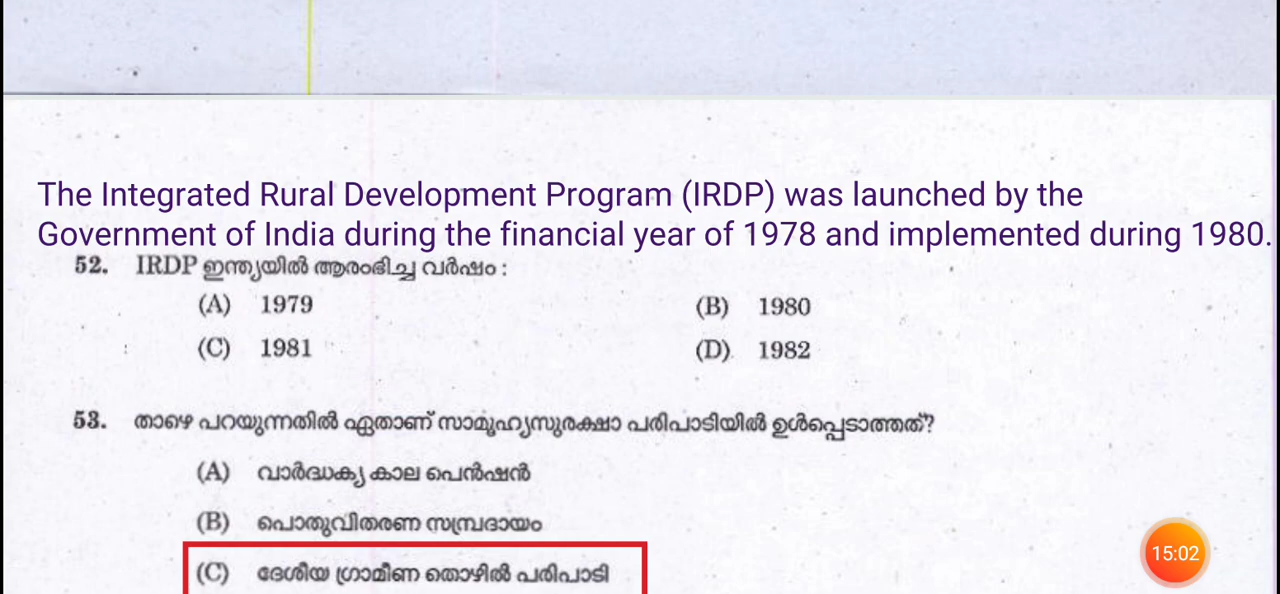 The Integrated Rural Development Program (IRDP) was launched by the
Government of India during the financial year of 1978 and implemented during 1980.
52. IRDP ഇന്ത്യയിൽ ആരംഭിച്ച വർഷം :
(A) 1979 (B) 1980
(C) 1981 (D) 1982
53. താഴെ പറയുന്നതിൽ ഏതാണ് സാമൂഹ്യസുരക്ഷാ പരിപാടിയിൽ ഉൾപ്പെടാത്തത്?
(A) വാർദ്ധക്യ കാല പെൻഷൻ
(B) പൊതുവിതരണ സമ്പ്രദായം
(C) ദേശീയ ഗ്രാമീണ തൊഴിൽ പരിപാടി
15:02